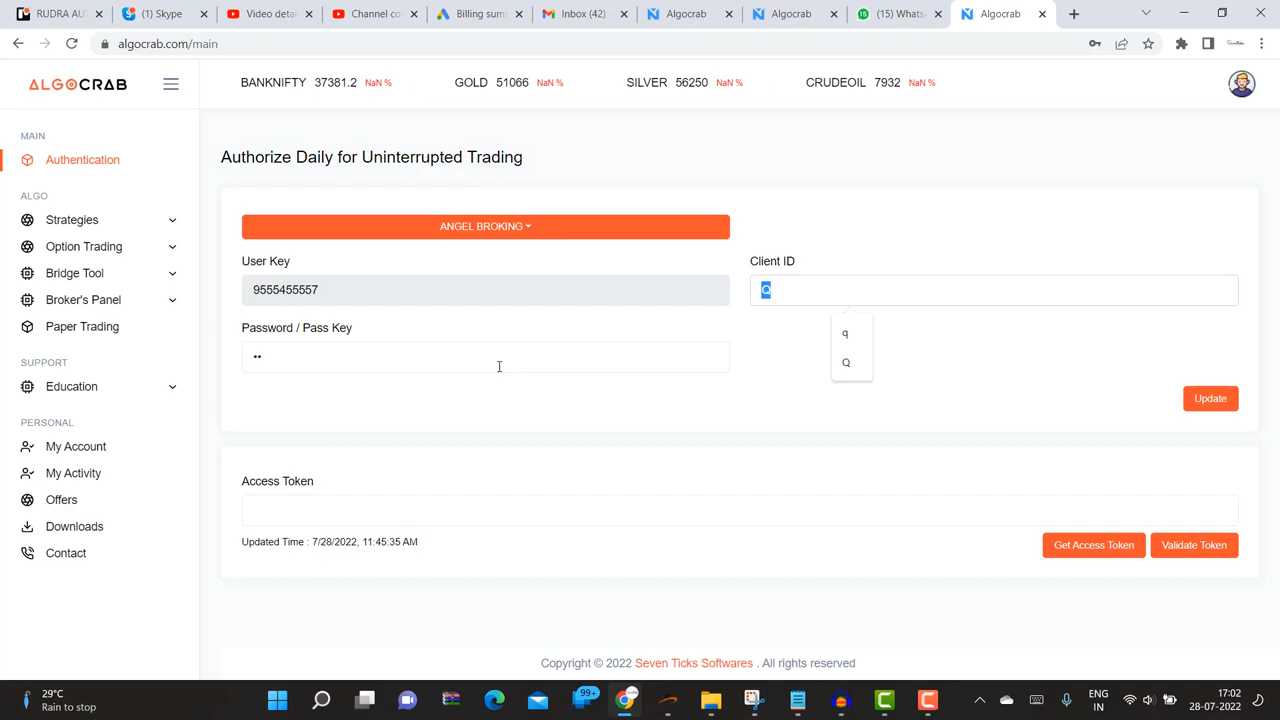 RUDRA AUT
(1) Skype
Video detai
Channel co
Billing sum
Inbox (42) -
Algocrab
Algocrab
(15) Whats
Algocrab
algocrab.com/main
ALGOCRAB
BANKNIFTY 37381.2 NaN %
GOLD 51066 NaN %
SILVER 56250 NaN %
CRUDEOIL 7932 NaN %
MAIN
Authentication
ALGO
Strategies
Option Trading
Bridge Tool
Broker's Panel
Paper Trading
SUPPORT
Education
PERSONAL
My Account
My Activity
Offers
Downloads
Contact
Authorize Daily for Uninterrupted Trading
ANGEL BROKING
User Key
9555455557
Client ID
Q
q
Q
Password / Pass Key
••
Update
Access Token
Updated Time : 7/28/2022, 11:45:35 AM
Get Access Token
Validate Token
Copyright © 2022 Seven Ticks Softwares . All rights reserved
29°C
Rain to stop
99+
ENG
IN
17:02
28-07-2022